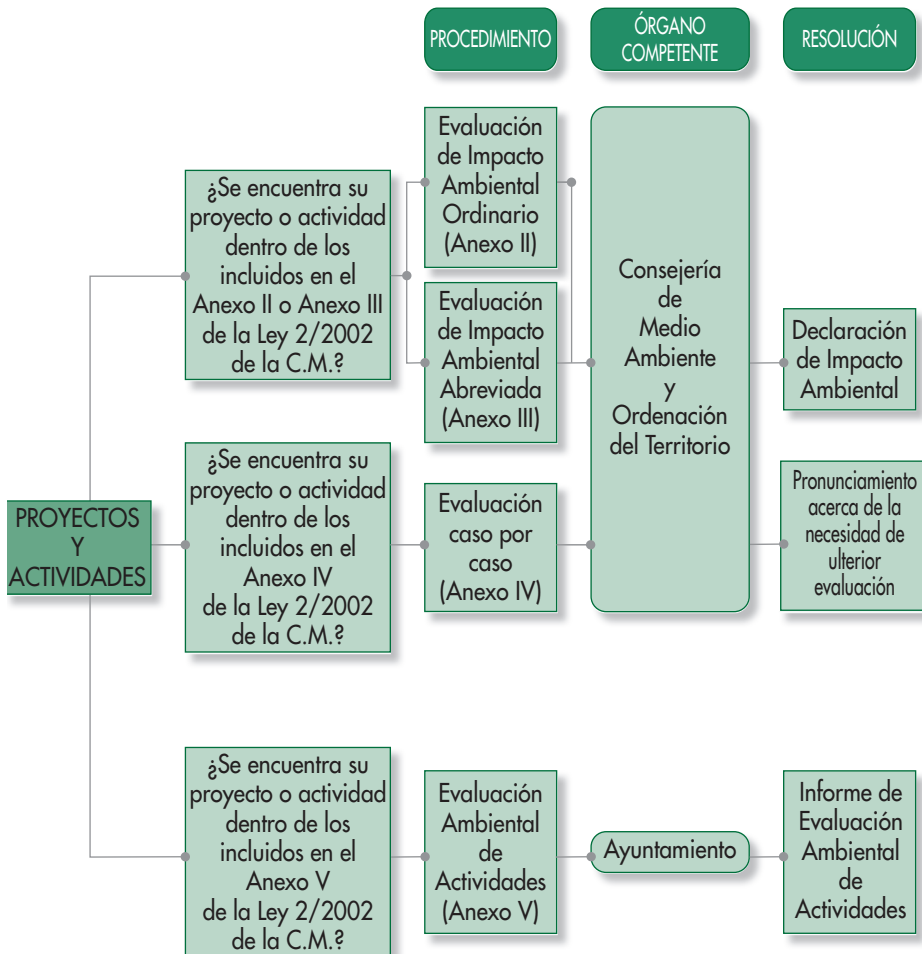 PROCEDIMIENTO
ÓRGANO
COMPETENTE
RESOLUCIÓN
PROYECTOS
Y
ACTIVIDADES
¿Se encuentra su
proyecto o actividad
dentro de los
incluidos en el
Anexo II o Anexo III
de la Ley 2/2002
de la C.M.?
Evaluación
de Impacto
Ambiental
Ordinario
(Anexo II)
Evaluación
de Impacto
Ambiental
Abreviada
(Anexo III)
Consejería
de
Medio
Ambiente
y
Ordenación
del Territorio
Declaración
de Impacto
Ambiental
¿Se encuentra su
proyecto o actividad
dentro de los
incluidos en el
Anexo IV
de la Ley 2/2002
de la C.M.?
Evaluación
caso por
caso
(Anexo IV)
Pronunciamiento
acerca de la
necesidad de
ulterior
evaluación
¿Se encuentra su
proyecto o actividad
dentro de los
incluidos en el
Anexo V
de la Ley 2/2002
de la C.M.?
Evaluación
Ambiental
de
Actividades
(Anexo V)
Ayuntamiento
Informe de
Evaluación
Ambiental
de
Actividades